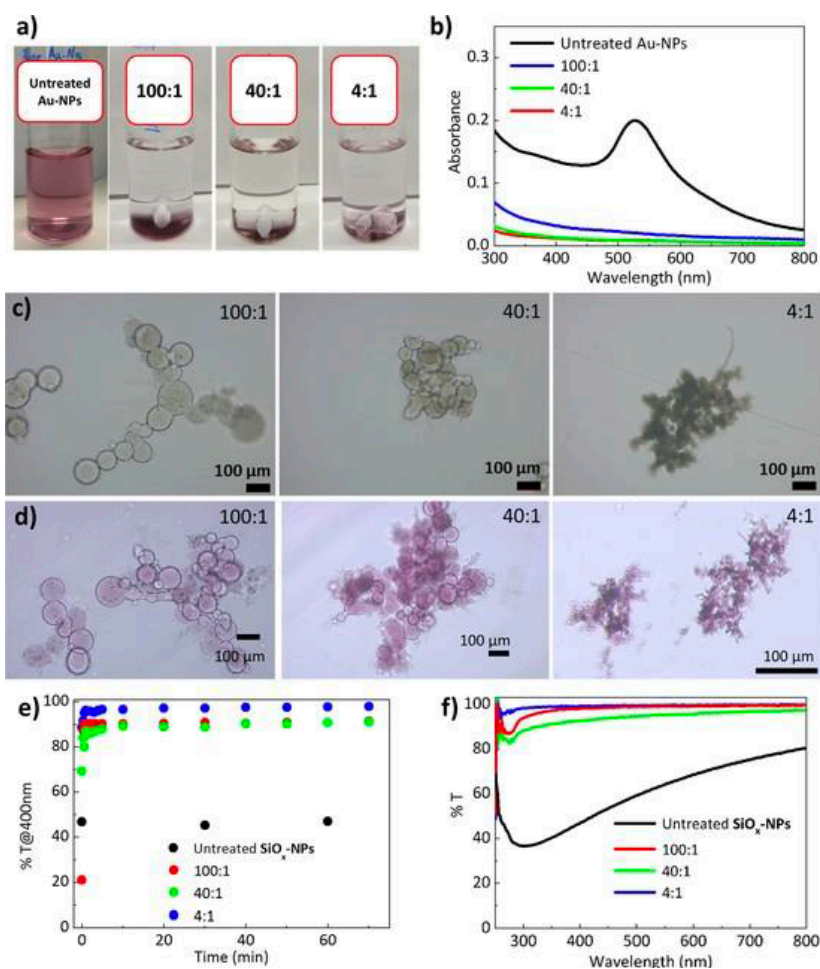 a)
Untreated
Au-NPs
100:1
40:1
4:1
b)
Absorbance
0.3
0.2
0.1
0.0
Untreated Au-NPs
100:1
40:1
4:1
300 400 500 600 700 800
Wavelength (nm)
c)
100:1
100 µm
40:1
100 µm
4:1
100 µm
d)
100:1
100 µm
40:1
100 µm
4:1
100 µm
e)
% T@400nm
100
80
60
40
20
0
Untreated SiOx-NPs
100:1
40:1
4:1
0 20 40 60
Time (min)
f)
% T
100
80
60
40
20
0
Untreated SiOx-NPs
100:1
40:1
4:1
300 400 500 600 700 800
Wavelength (nm)